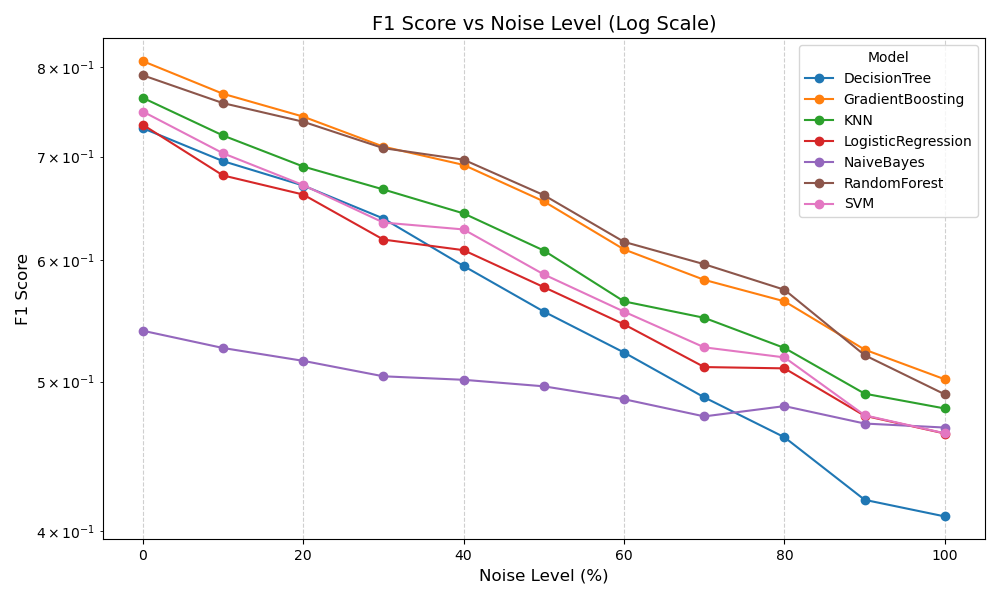 F1 Score vs Noise Level (Log Scale)
F1 Score
8 × 10⁻¹
7 × 10⁻¹
6 × 10⁻¹
5 × 10⁻¹
4 × 10⁻¹
Model
DecisionTree
GradientBoosting
KNN
LogisticRegression
NaiveBayes
RandomForest
SVM
0 20 40 60 80 100
Noise Level (%)